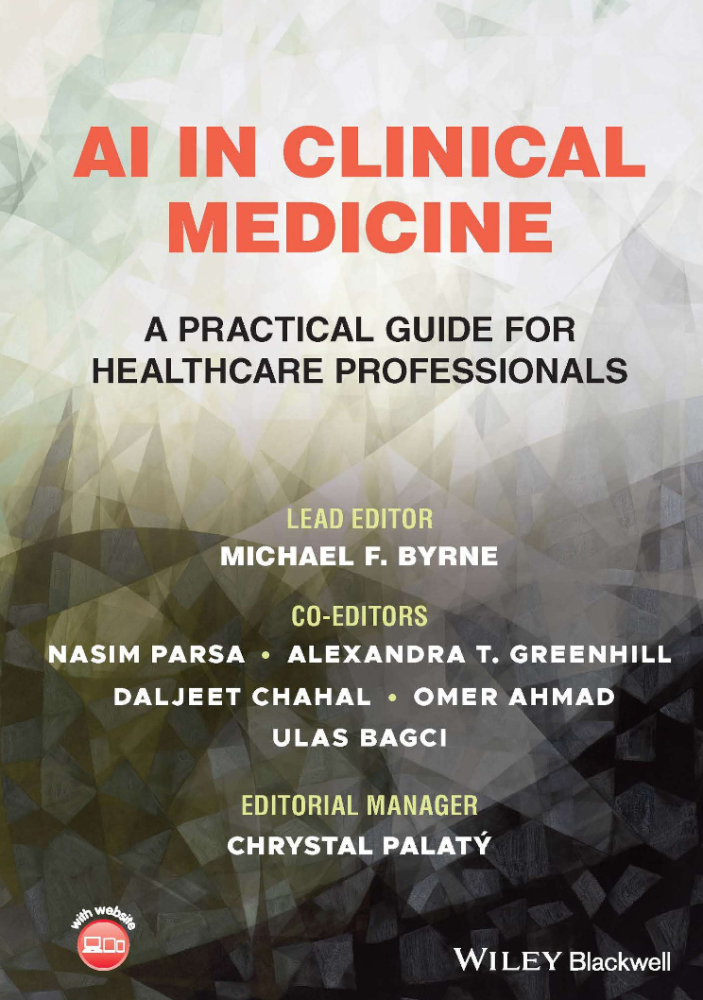 AI IN CLINICAL
MEDICINE
A PRACTICAL GUIDE FOR
HEALTHCARE PROFESSIONALS
LEAD EDITOR
MICHAEL F. BYRNE
CO-EDITORS
NASIM PARSA • ALEXANDRA T. GREENHILL
DALJEET CHAHAL • OMER AHMAD
ULAS BAGCI
EDITORIAL MANAGER
CHRYSTAL PALATÝ
with website
WILEY Blackwell